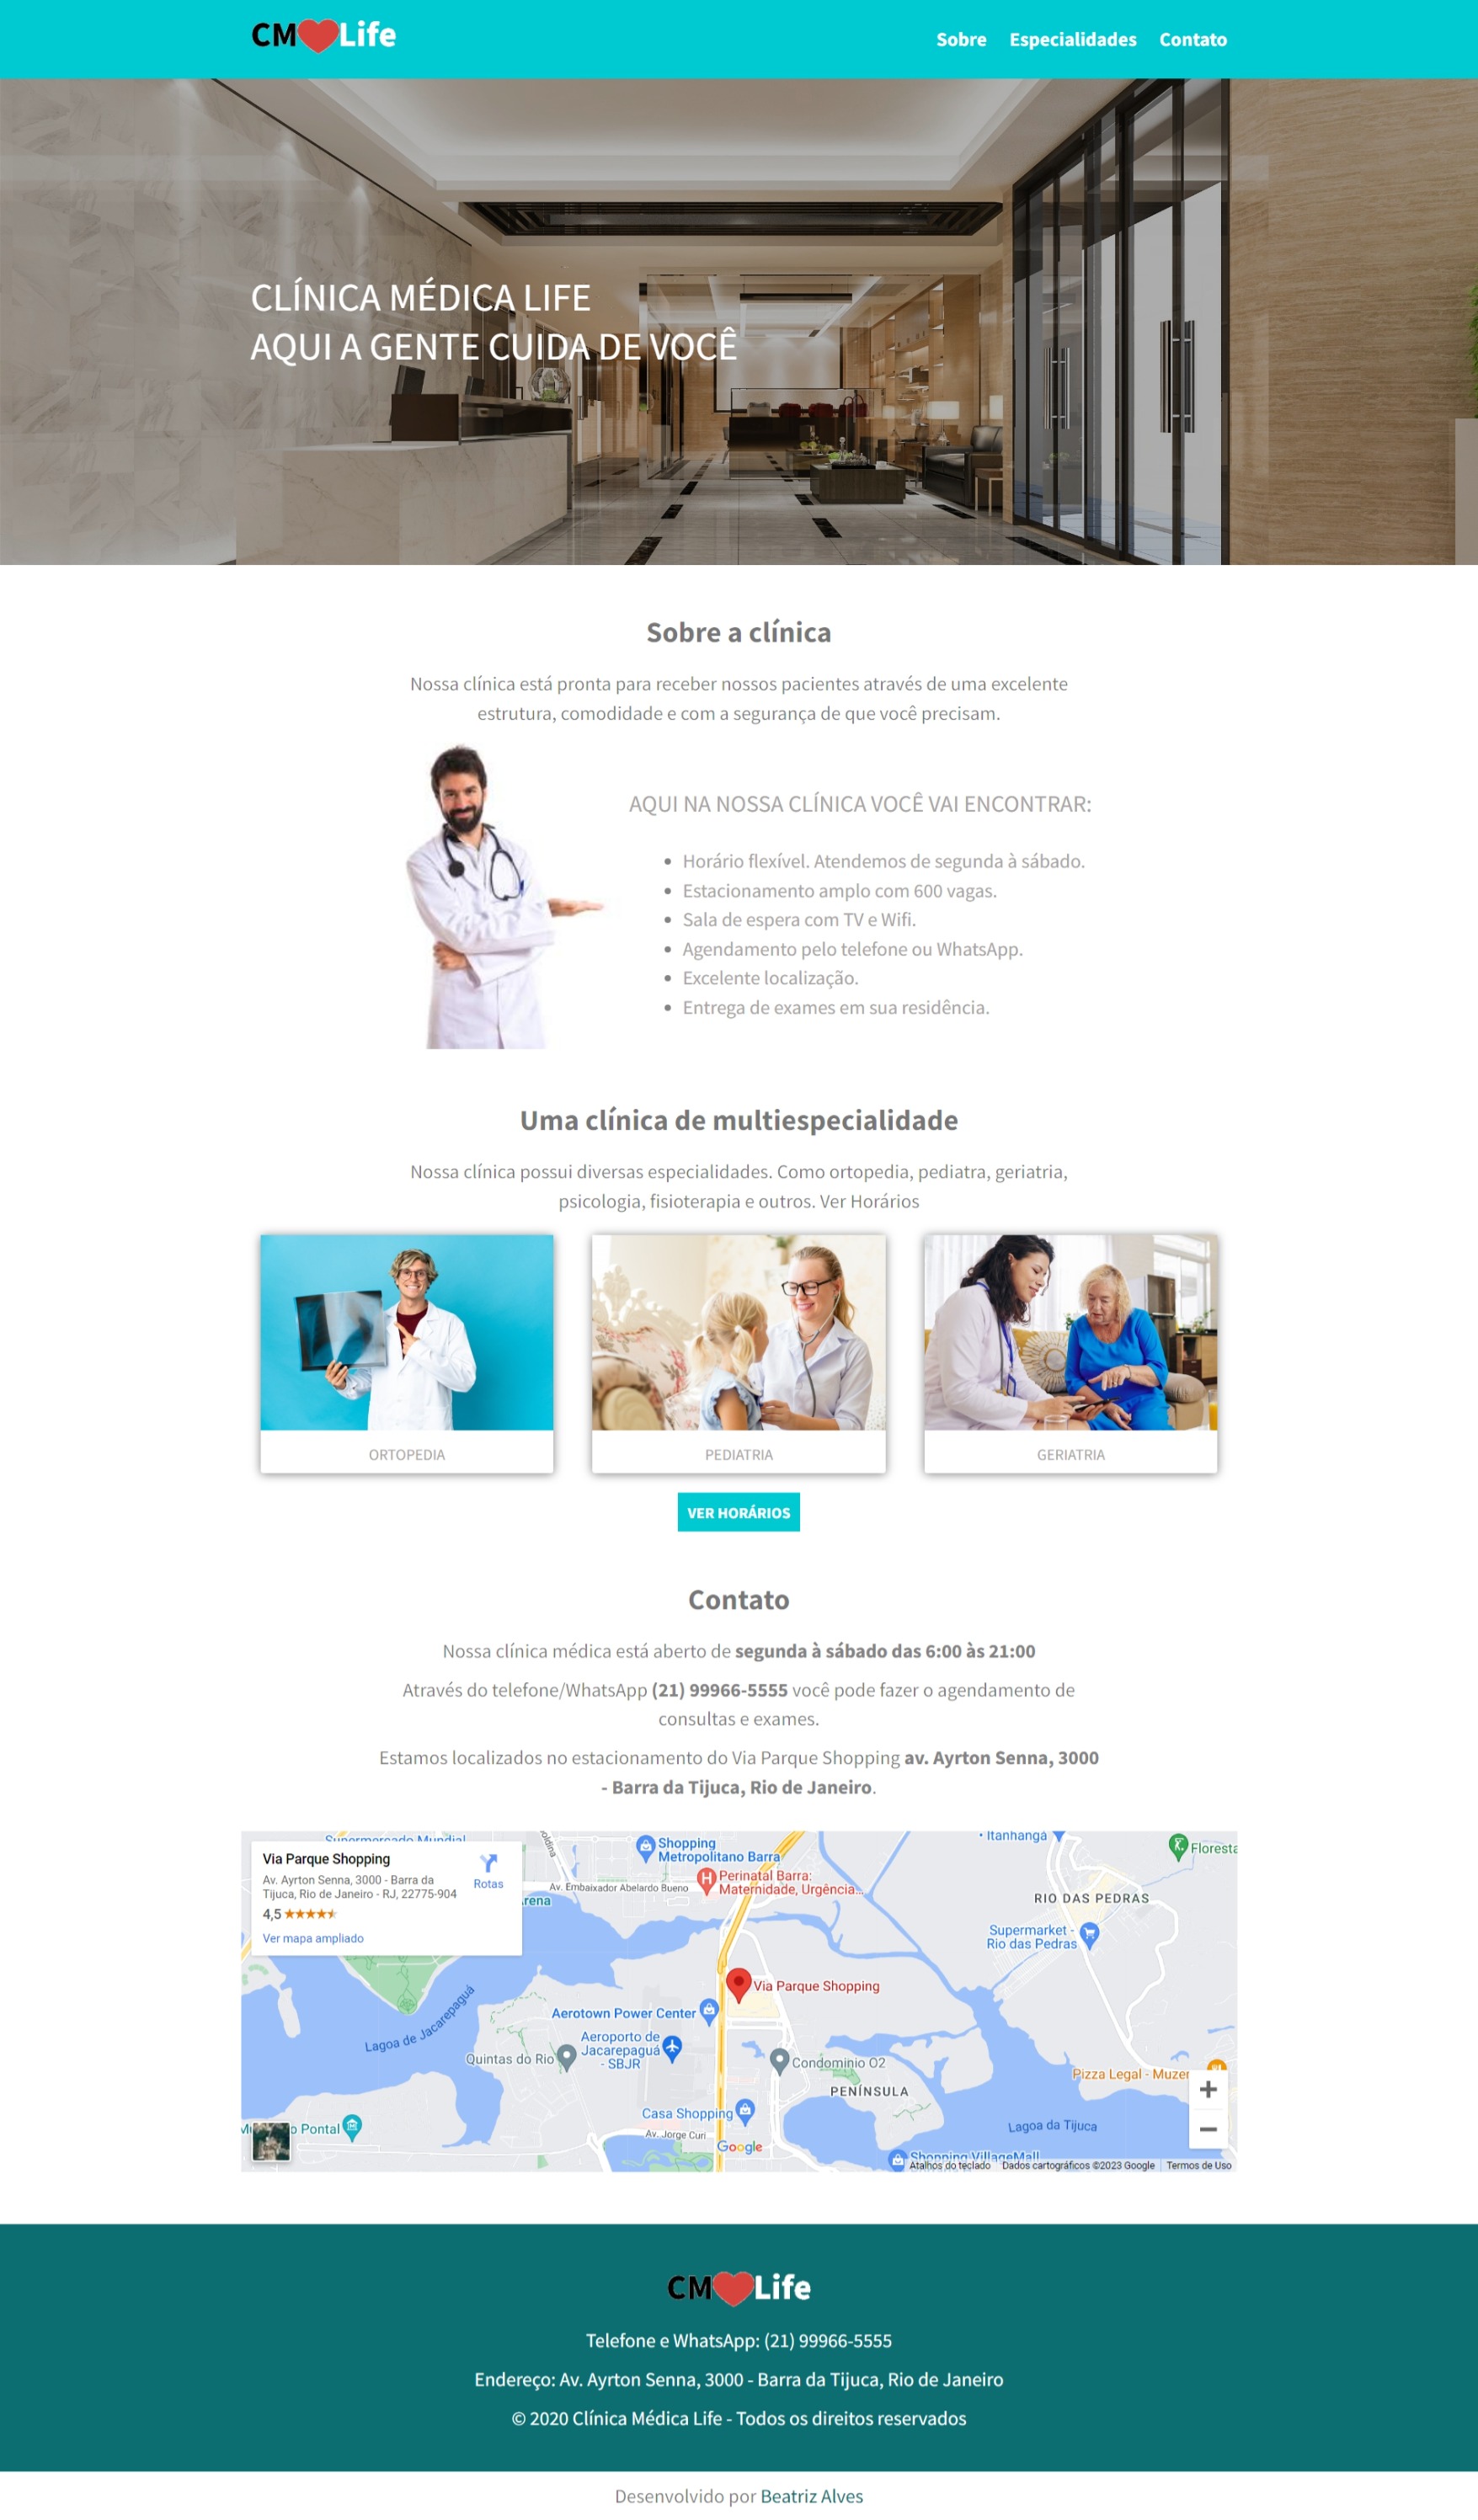 CM Life
Sobre Especialidades Contato
CLÍNICA MÉDICA LIFE
AQUI A GENTE CUIDA DE VOCÊ
Sobre a clínica
Nossa clínica está pronta para receber nossos pacientes através de uma excelente
estrutura, comodidade e com a segurança de que você precisam.
AQUI NA NOSSA CLÍNICA VOCÊ VAI ENCONTRAR:
• Horário flexível. Atendemos de segunda à sábado.
• Estacionamento amplo com 600 vagas.
• Sala de espera com TV e Wifi.
• Agendamento pelo telefone ou WhatsApp.
• Excelente localização.
• Entrega de exames em sua residência.
Uma clínica de multiespecialidade
Nossa clínica possui diversas especialidades. Como ortopedia, pediatra, geriatria,
psicologia, fisioterapia e outros. Ver Horários
ORTOPEDIA
PEDIATRIA
GERIATRIA
VER HORÁRIOS
Contato
Nossa clínica médica está aberto de segunda à sábado das 6:00 às 21:00
Através do telefone/WhatsApp (21) 99966-5555 você pode fazer o agendamento de
consultas e exames.
Estamos localizados no estacionamento do Via Parque Shopping av. Ayrton Senna, 3000
- Barra da Tijuca, Rio de Janeiro.
Supermercado Mundial
Via Parque Shopping
Av. Ayrton Senna, 3000 - Barra da
Tijuca, Rio de Janeiro - RJ, 22775-904
4,5
Ver mapa ampliado
Rotas
Shopping
Metropolitano Barra
Perinatal Barra:
Maternidade, Urgência...
Av. Embaixador Abelardo Bueno
rena
Itanhangá
Floresta
RIO DAS PEDRAS
Supermarket -
Rio das Pedras
Via Parque Shopping
Aerotown Power Center
Aeroporto de
Jacarepaguá
- SBJR
Lagoa de Jacarepaguá
Quintas do Rio
Condominio O2
PENÍNSULA
Pizza Legal - Muzem
Casa Shopping
Av. Jorge Curi
Lagoa da Tijuca
o Pontal
Google
Shopping VillageMall
Atalhos do teclado Dados cartográficos ©2023 Google Termos de Uso
CM Life
Telefone e WhatsApp: (21) 99966-5555
Endereço: Av. Ayrton Senna, 3000 - Barra da Tijuca, Rio de Janeiro
© 2020 Clínica Médica Life - Todos os direitos reservados
Desenvolvido por Beatriz Alves